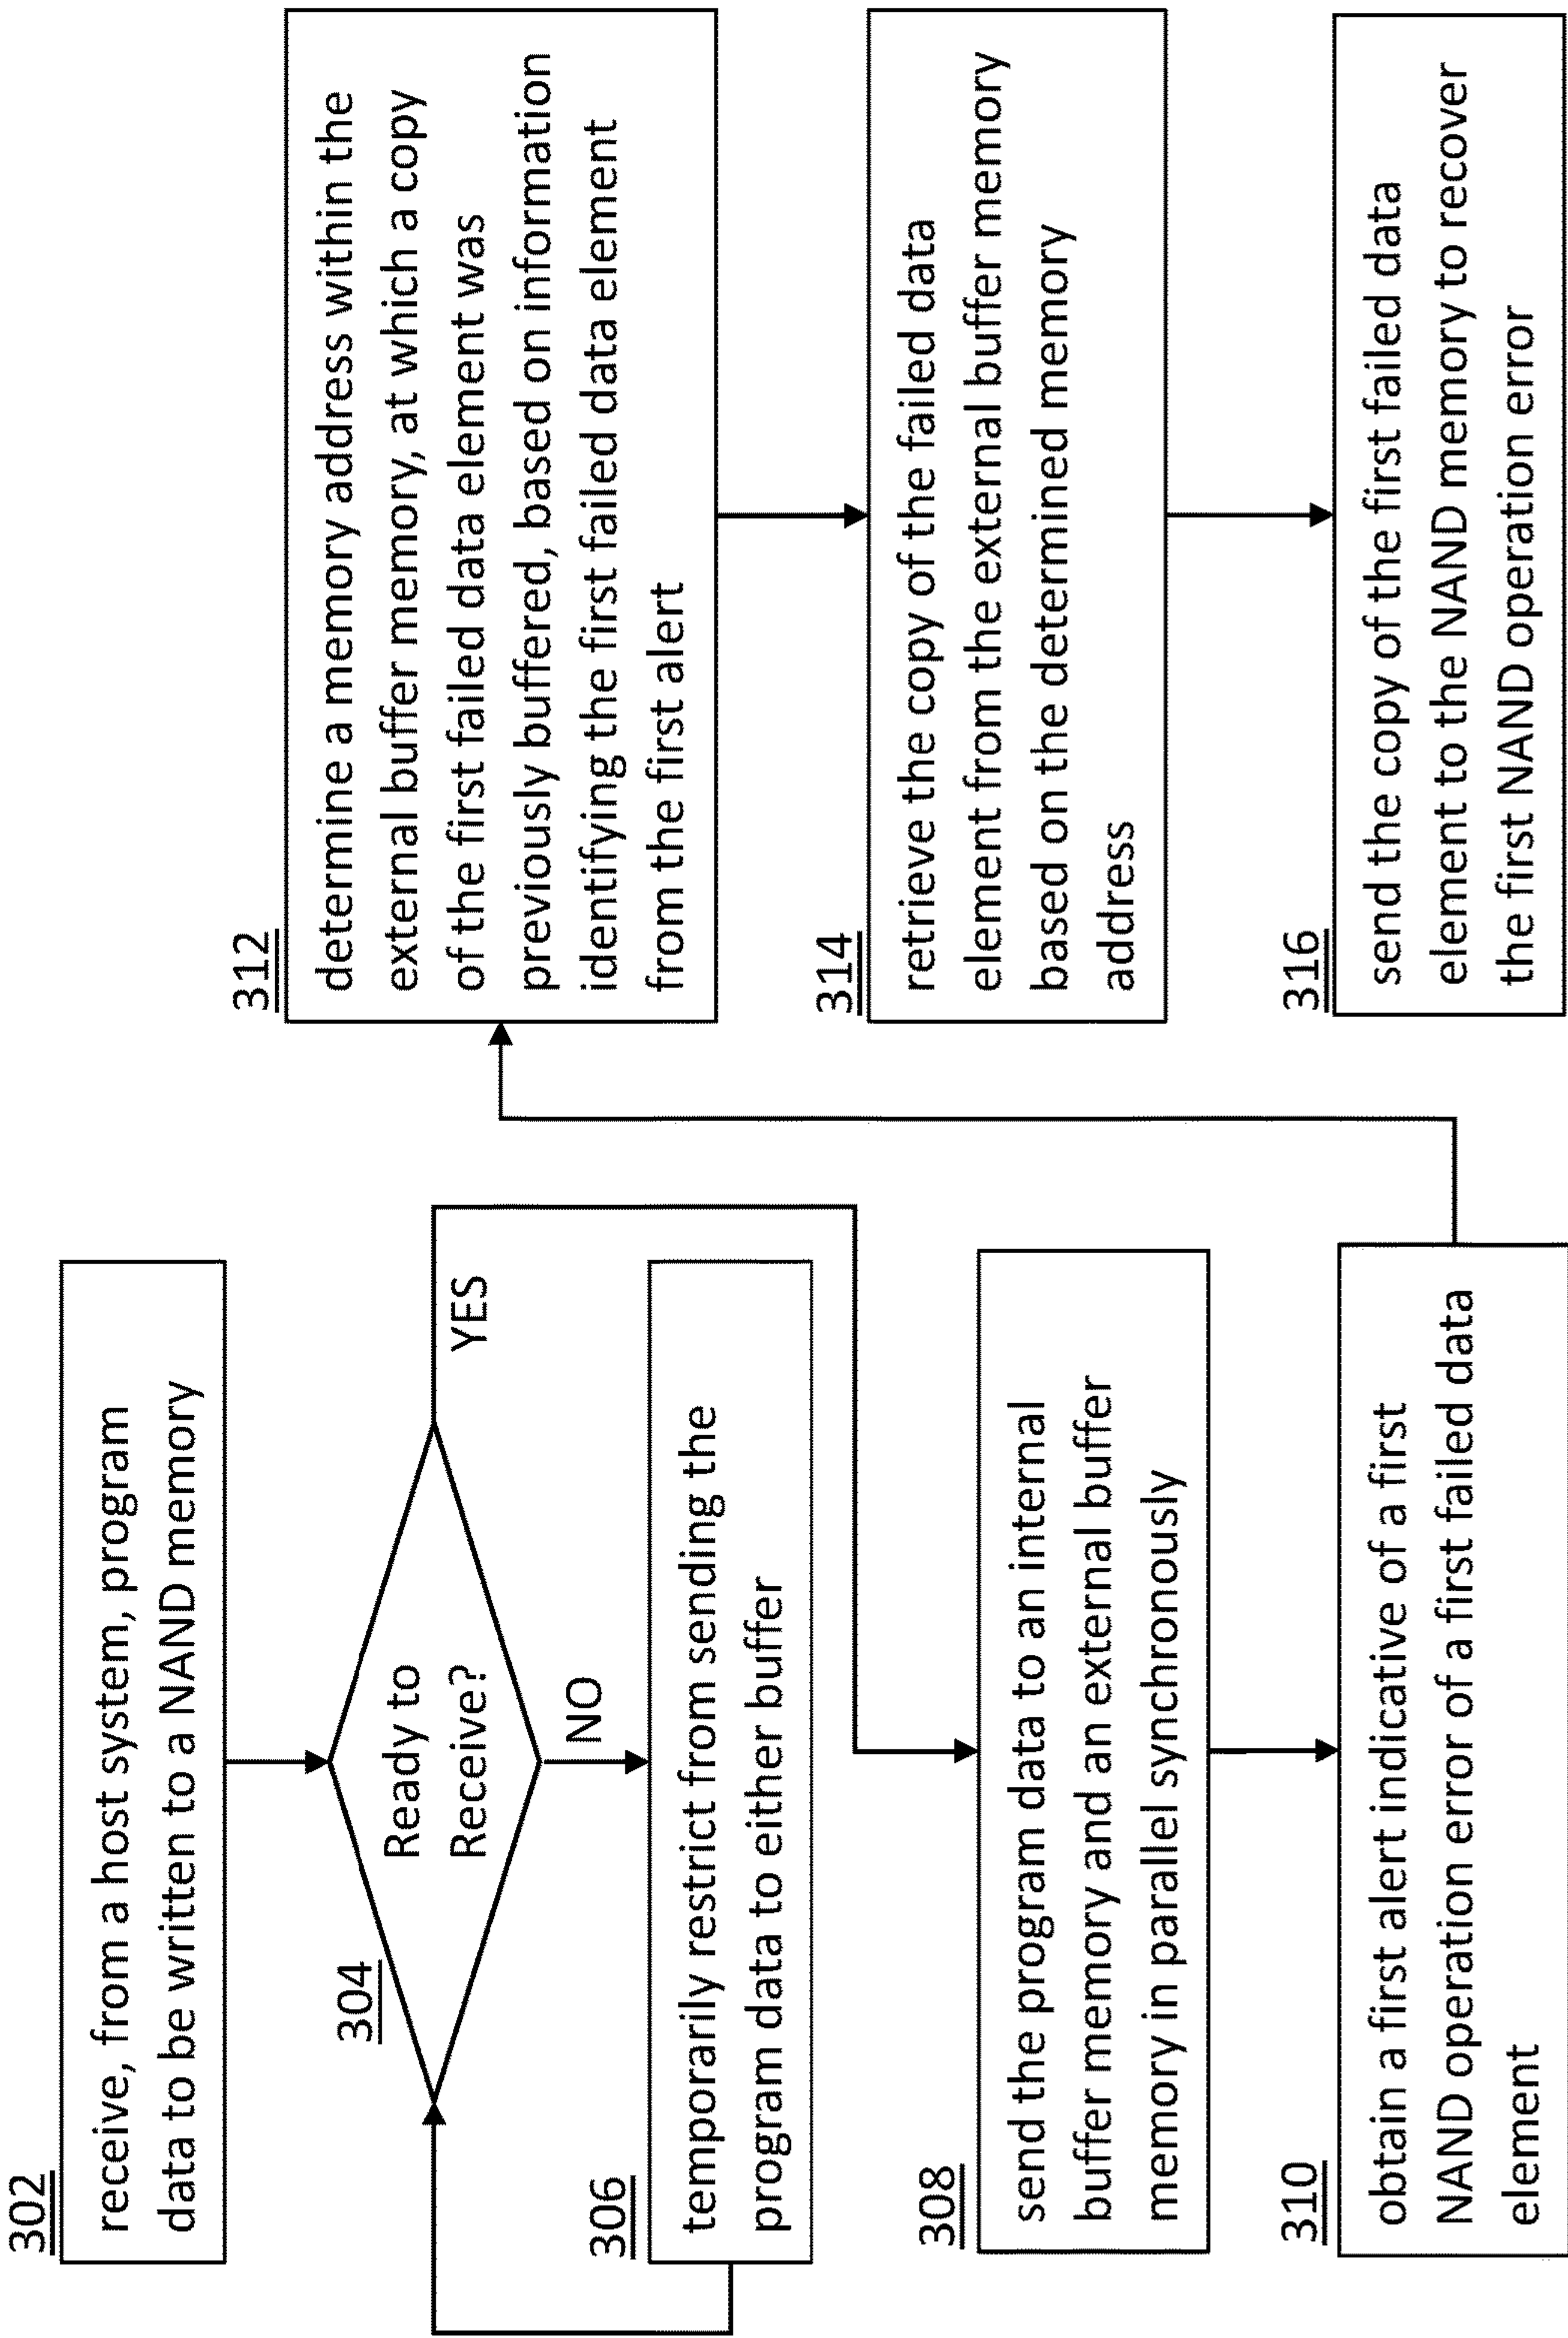 302
receive, from a host system, program
data to be written to a NAND memory
304
Ready to
Receive?
YES
NO
306
temporarily restrict from sending the
program data to either buffer
308
send the program data to an internal
buffer memory and an external buffer
memory in parallel synchronously
310
obtain a first alert indicative of a first
NAND operation error of a first failed data
element
312
determine a memory address within the
external buffer memory, at which a copy
of the first failed data element was
previously buffered, based on information
identifying the first failed data element
from the first alert
314
retrieve the copy of the failed data
element from the external buffer memory
based on the determined memory
address
316
send the copy of the first failed data
element to the NAND memory to recover
the first NAND operation error